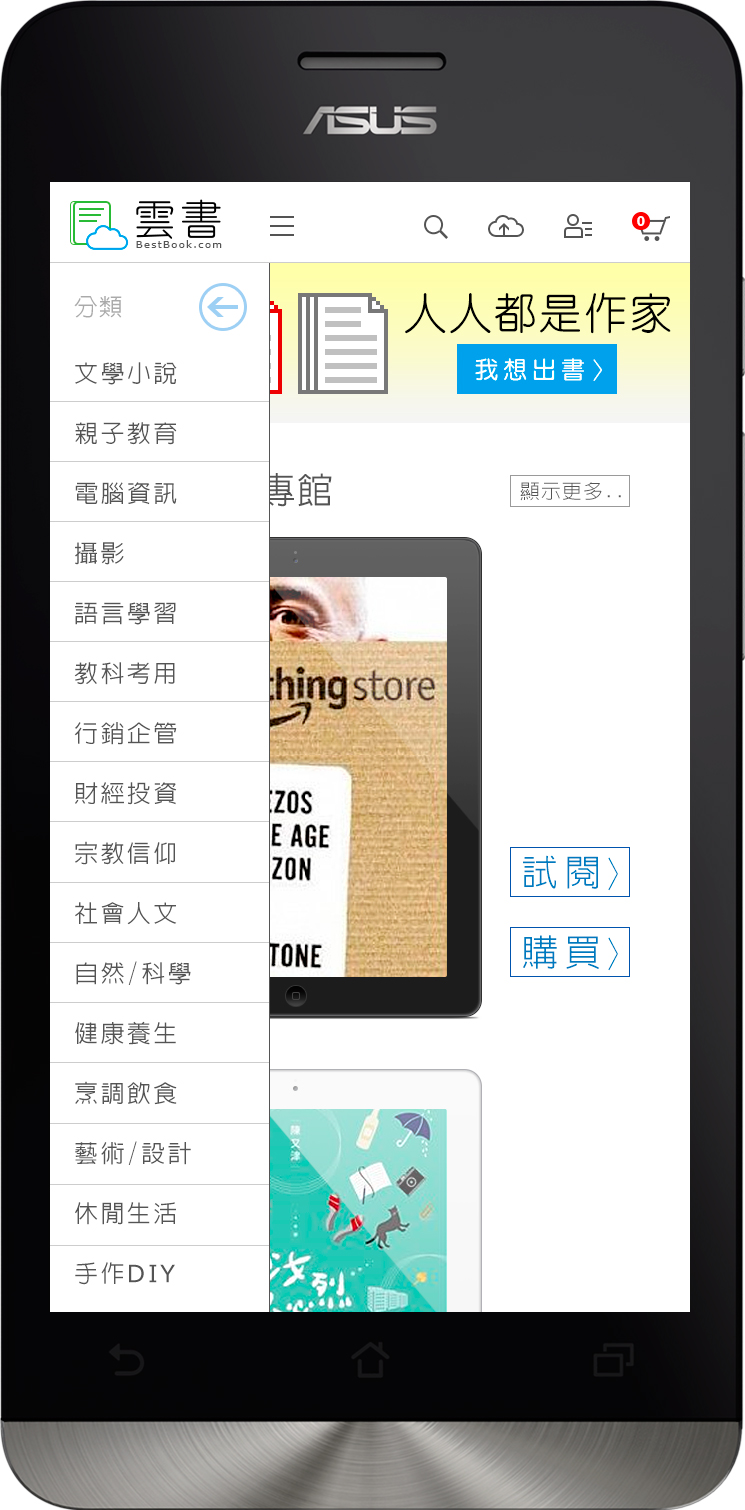 ASUS
雲書
BestBook.com
0
分類
人人都是作家
我想出書
文學小說
親子教育
電腦資訊
攝影
語言學習
教科考用
行銷企管
財經投資
宗教信仰
社會人文
自然/科學
健康養生
烹調飲食
藝術/設計
休閒生活
手作DIY
專館
顯示更多..
thing store
EZOS
E AGE
ZON
TONE
試閱
購買
陳又津